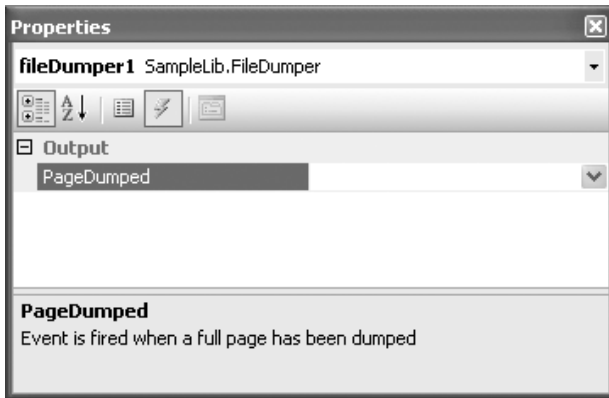 Properties
fileDumper1 SampleLib.FileDumper
A Z
Output
PageDumped
PageDumped
Event is fired when a full page has been dumped